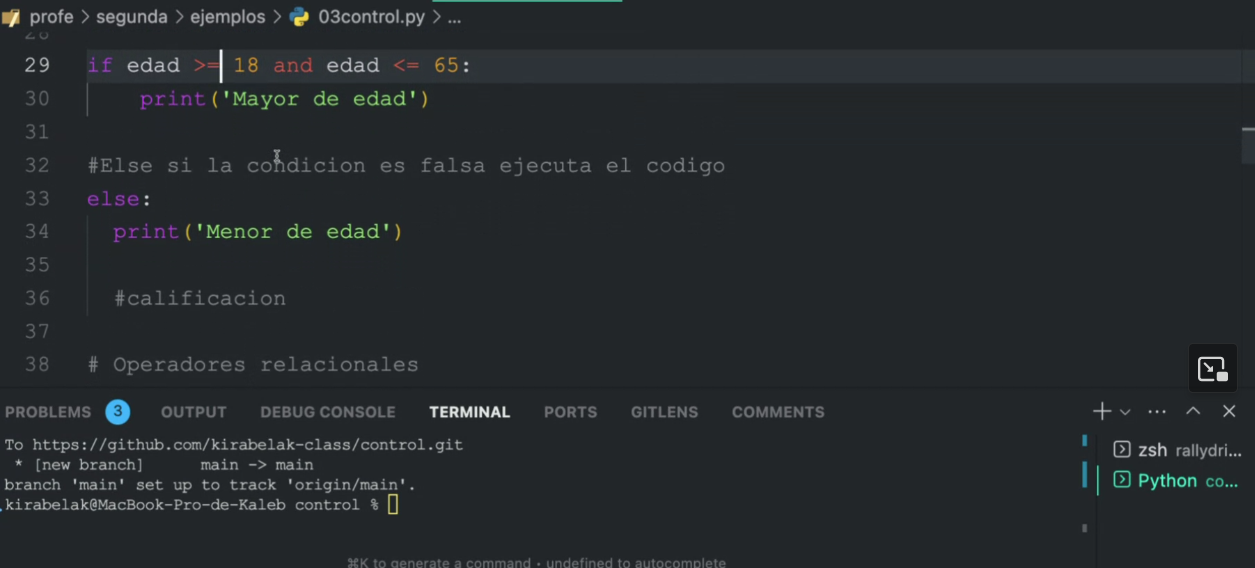 profe > segunda > ejemplos > 03control.py > ...
28
29 if edad >= 18 and edad <= 65:
30 print('Mayor de edad')
31
32 #Else si la condicion es falsa ejecuta el codigo
33 else:
34 print('Menor de edad')
35
36 #calificacion
37
38 # Operadores relacionales
PROBLEMS 3 OUTPUT DEBUG CONSOLE TERMINAL PORTS GITLENS COMMENTS
To https://github.com/kirabelak-class/control.git
* [new branch] main -> main
branch 'main' set up to track 'origin/main'.
kirabelak@MacBook-Pro-de-Kaleb control %
zsh rallydri...
Python co...
⌘K to generate a command • undefined to autocomplete